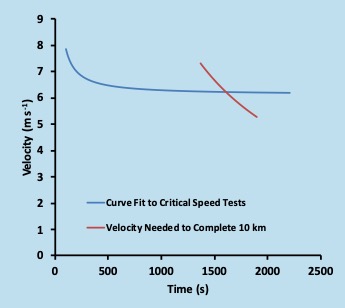 9
8
7
6
5
4
3
2
1
0
Velocity (m s-1)
Curve Fit to Critical Speed Tests
Velocity Needed to Complete 10 km
0 500 1000 1500 2000 2500
Time (s)